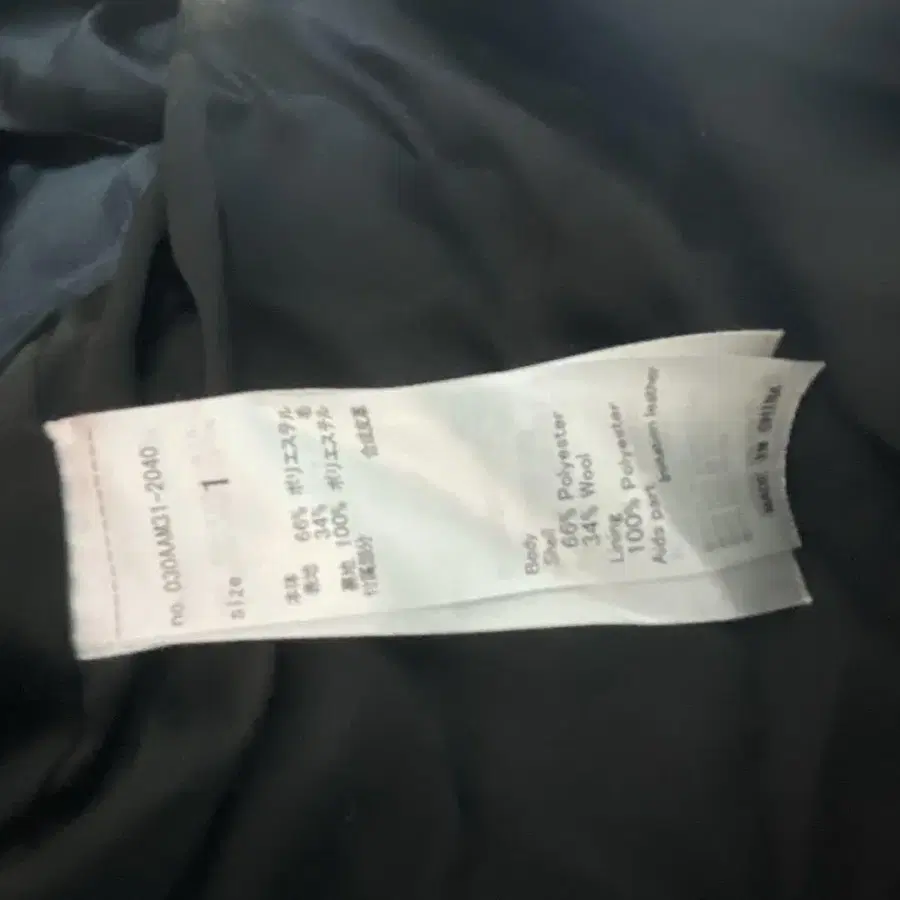 no. 030AAM31-2040
size 1
本体
表地 66% ポリエステル
34% 毛
裏地 100% ポリエステル
付属部分 合成皮革
Body
Shell
66% Polyester
34% Wool
Lining
100% Polyester
Aids part
leather
MADE IN CHINA